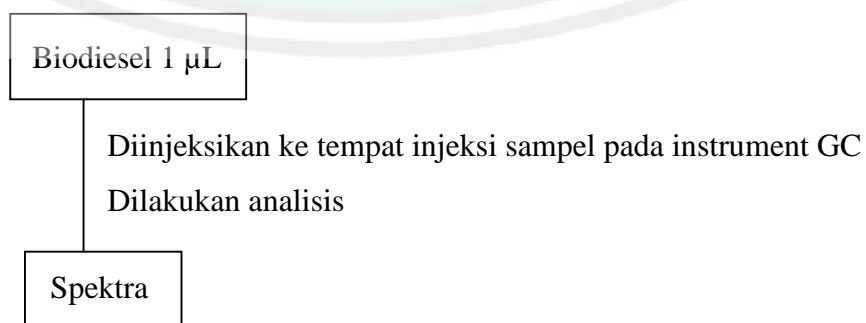 Biodiesel 1 µL
Diinjeksikan ke tempat injeksi sampel pada instrument GC
Dilakukan analisis
Spektra